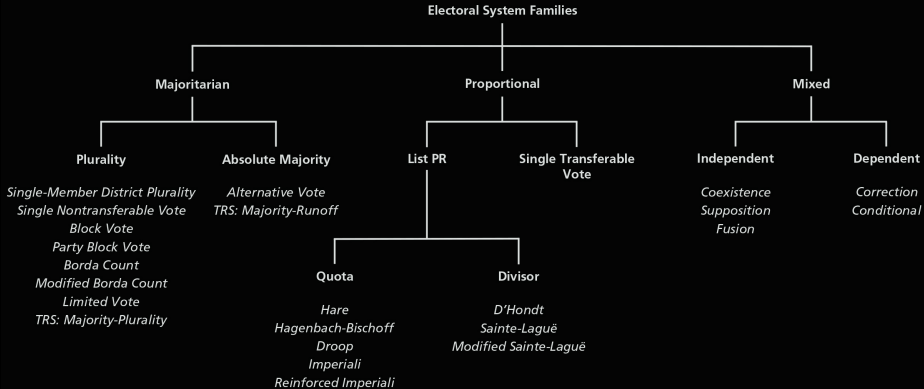 Electoral System Families
Majoritarian
Proportional
Mixed
Plurality
Absolute Majority
List PR
Single Transferable
Vote
Independent
Dependent
Single-Member District Plurality
Single Nontransferable Vote
Block Vote
Party Block Vote
Borda Count
Modified Borda Count
Limited Vote
TRS: Majority-Plurality
Alternative Vote
TRS: Majority-Runoff
Coexistence
Supposition
Fusion
Correction
Conditional
Quota
Divisor
Hare
Hagenbach-Bischoff
Droop
Imperiali
Reinforced Imperiali
D’Hondt
Sainte-Laguë
Modified Sainte-Laguë